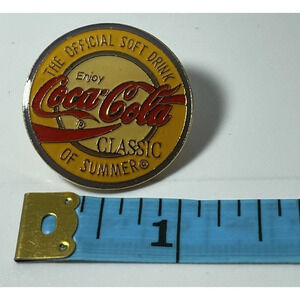 THE OFFICIAL SOFT DRINK
Enjoy
Coca-Cola
®
CLASSIC
OF SUMMER®
1